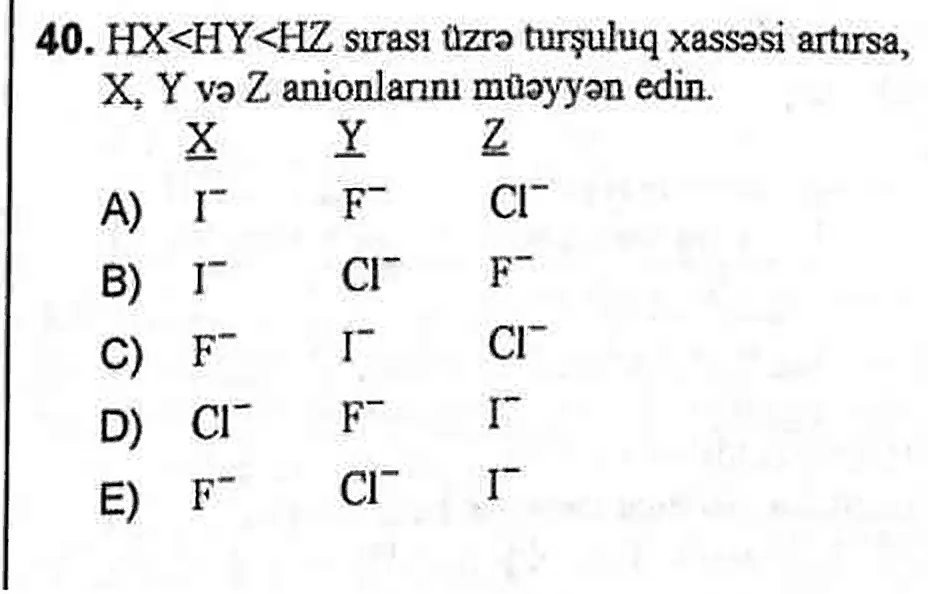 40. HX<HY<HZ sırası üzrə turşuluq xassəsi artırsa,
X, Y və Z anionlarını müəyyən edin.
X Y Z
A) I⁻ F⁻ Cl⁻
B) I⁻ Cl⁻ F⁻
C) F⁻ I⁻ Cl⁻
D) Cl⁻ F⁻ I⁻
E) F⁻ Cl⁻ I⁻